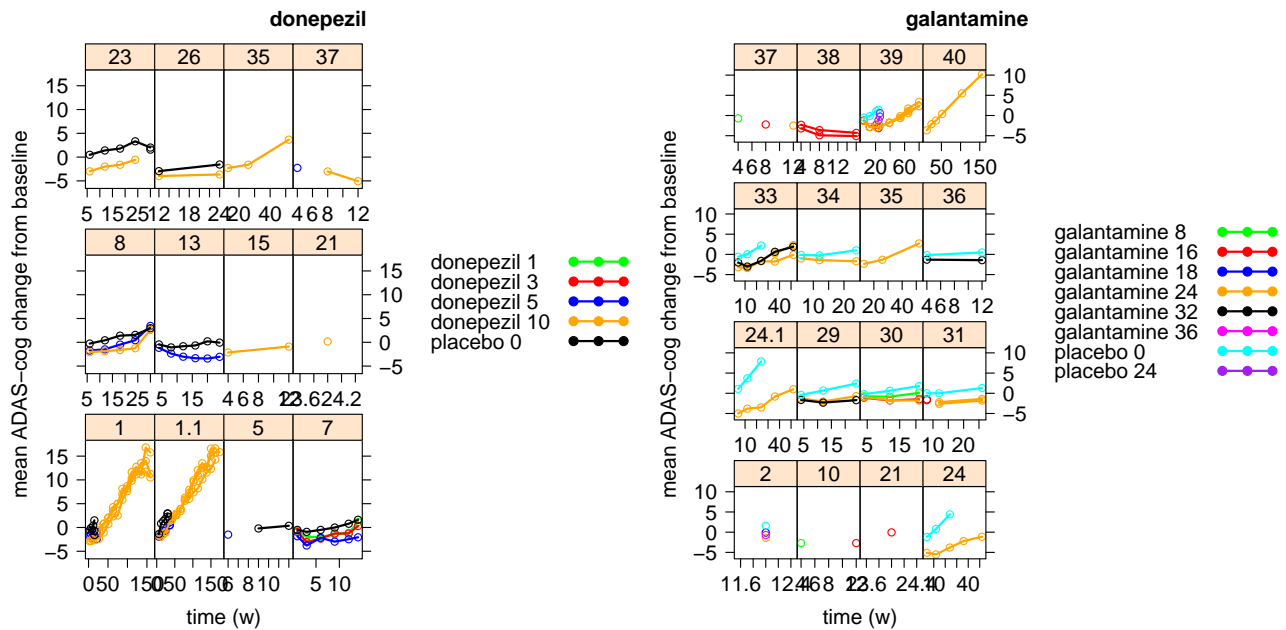 donepezil
23 26 35 37
15
10
5
0
−5
5 15 25 12 18 24 20 40 4 6 8 12
8 13 15 21
15
10
5
0
−5
5 15 25 5 15 4 6 8 12 23.6 24.2
1 1.1 5 7
15
10
5
0
−5
0 50 150 0 50 150 6 8 10 5 10
time (w)
mean ADAS−cog change from baseline
donepezil 1
donepezil 3
donepezil 5
donepezil 10
placebo 0
galantamine
37 38 39 40
10
5
0
−5
4 6 8 12 4 8 12 20 60 50 150
33 34 35 36
10
5
0
−5
10 40 10 20 20 40 4 6 8 12
24.1 29 30 31
10
5
0
−5
10 40 5 15 5 15 10 20
2 10 21 24
10
5
0
−5
11.6 12.4 4 6 8 12 23.6 24.4 10 40
time (w)
mean ADAS−cog change from baseline
galantamine 8
galantamine 16
galantamine 18
galantamine 24
galantamine 32
galantamine 36
placebo 0
placebo 24